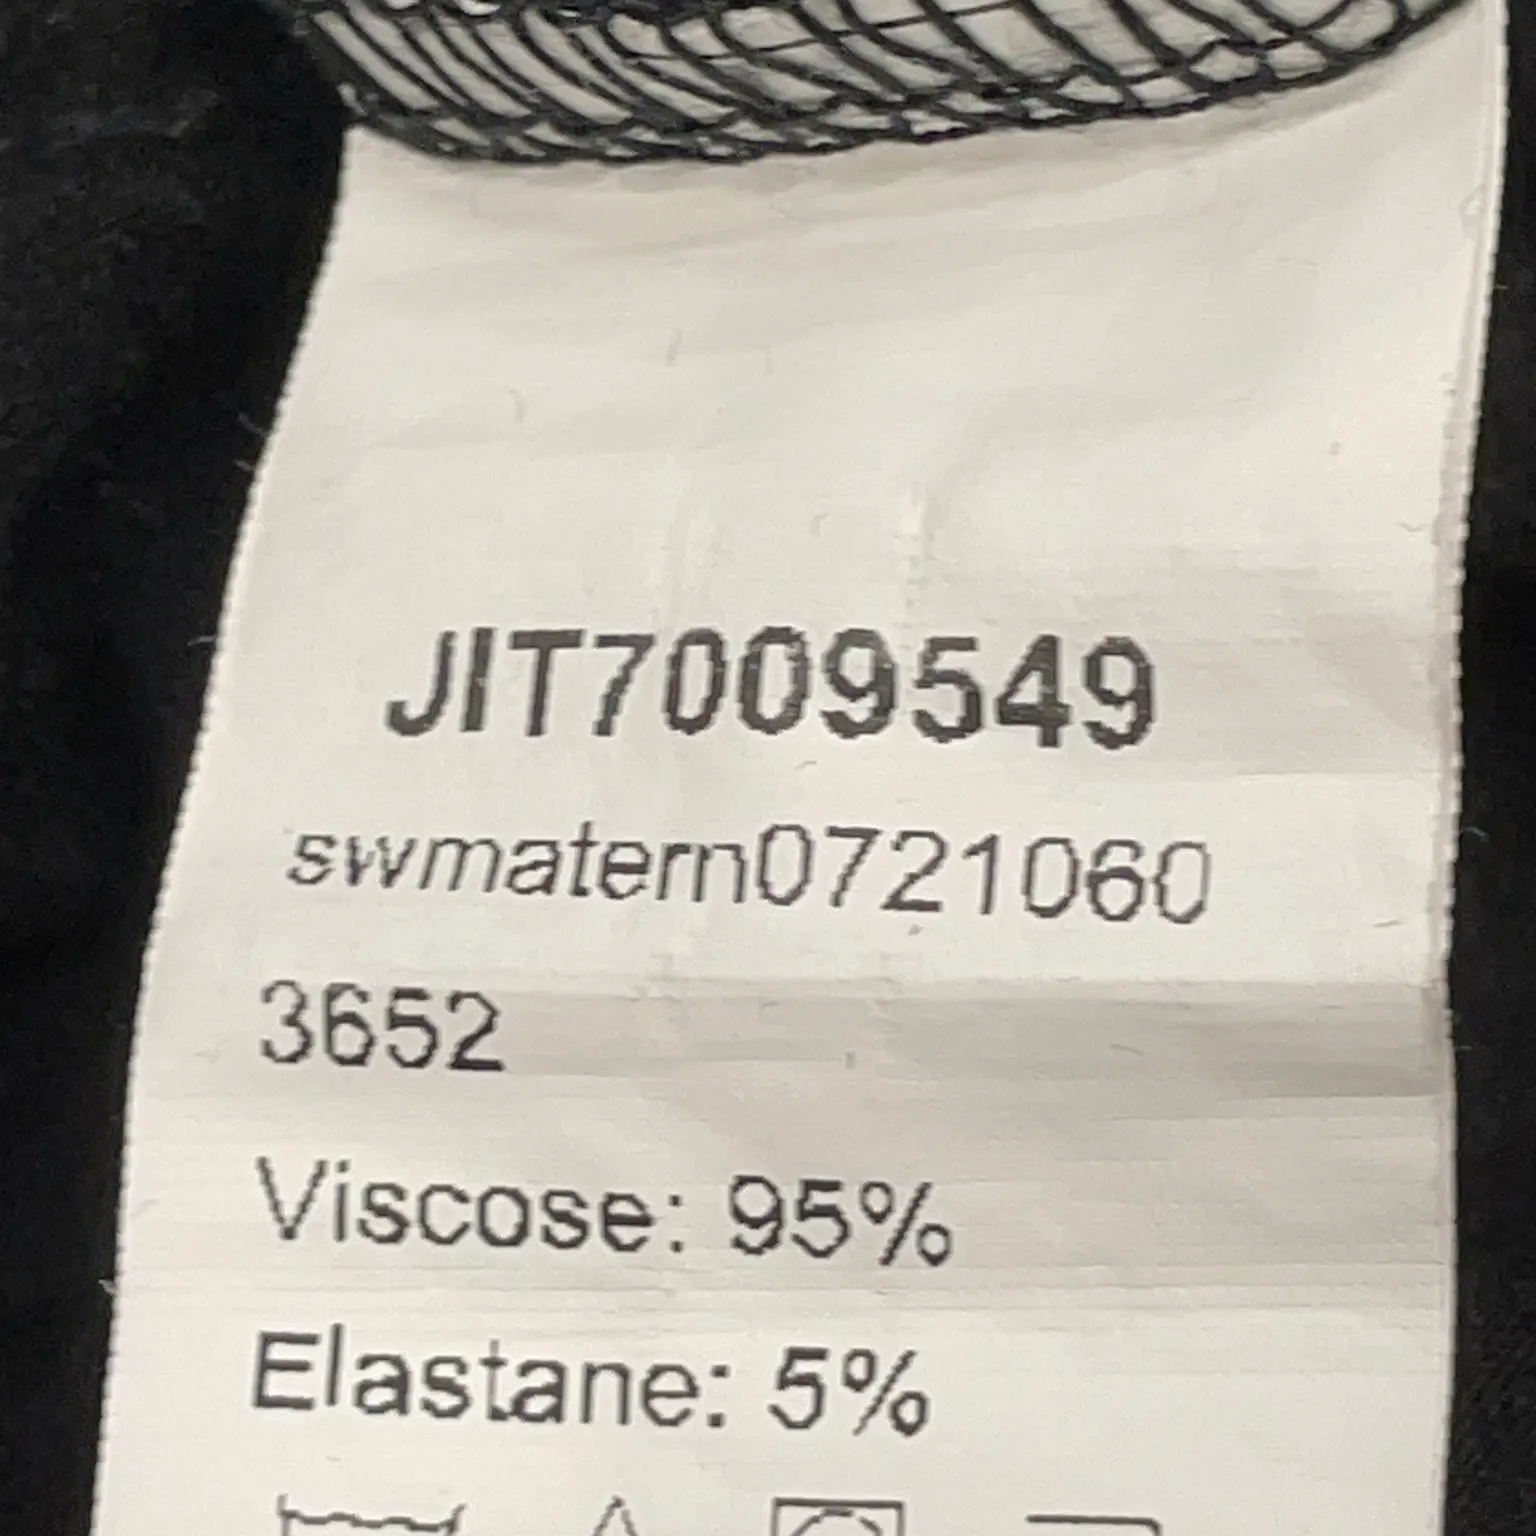 JIT7009549
swmatern0721060
3652
Viscose: 95%
Elastane: 5%